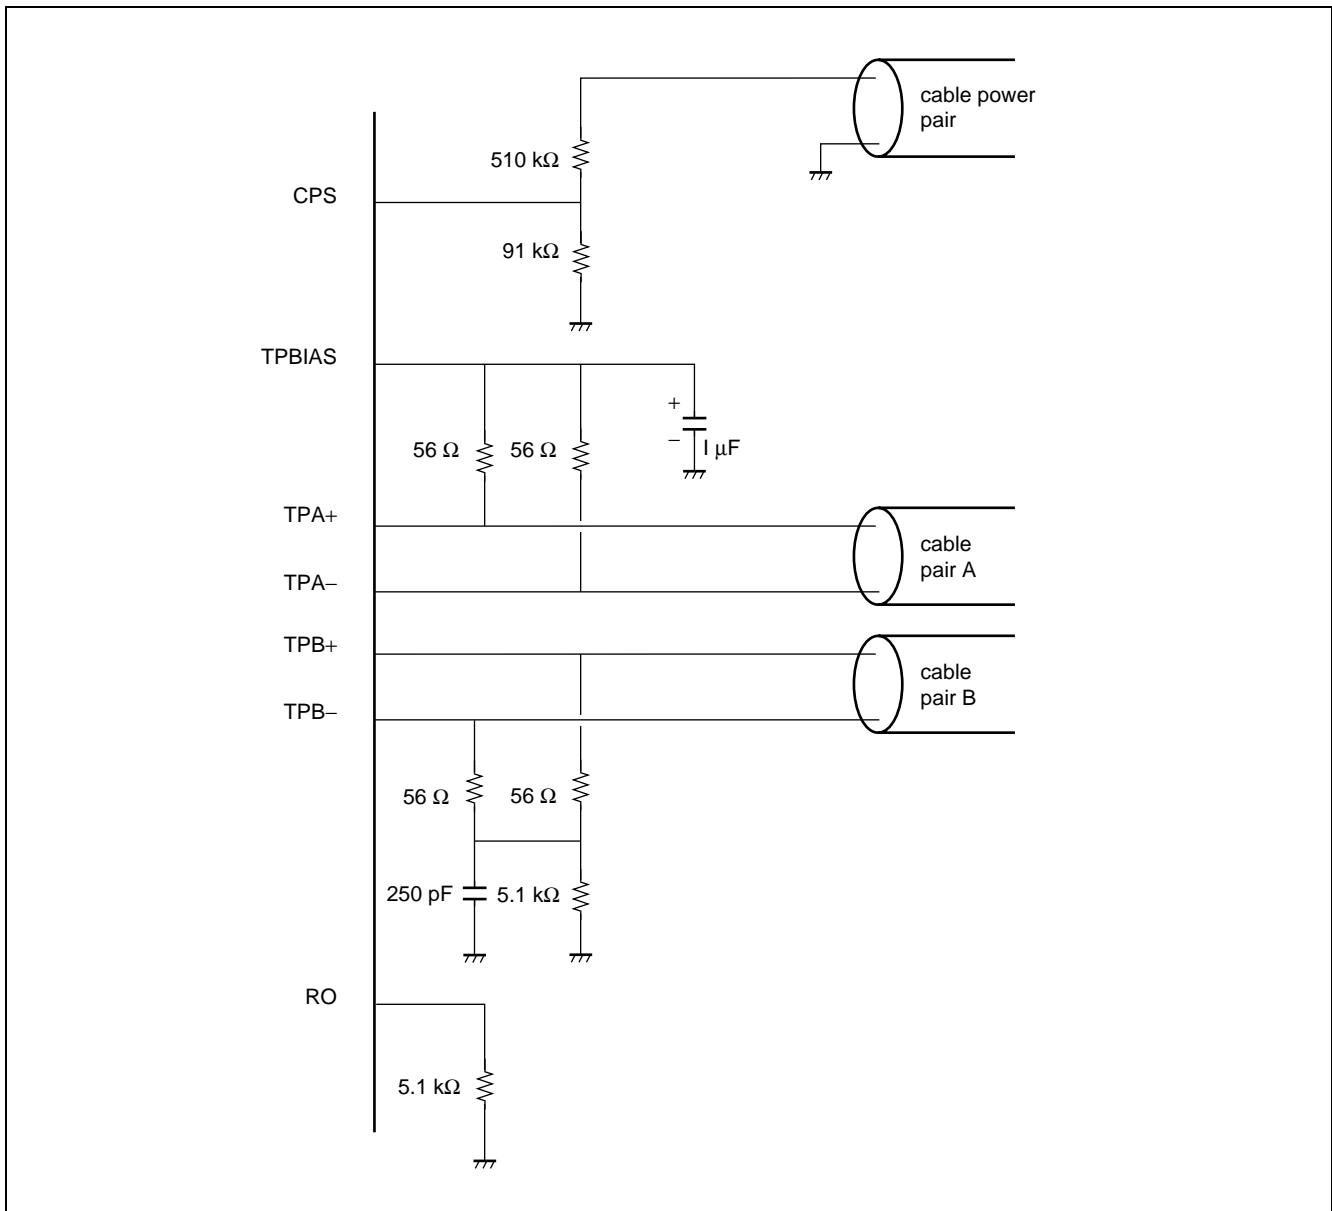 cable power
pair
510 kΩ
CPS
91 kΩ
TPBIAS
+
−
56 Ω
56 Ω
I μF
TPA+
cable
pair A
TPA−
TPB+
cable
pair B
TPB−
56 Ω
56 Ω
250 pF
5.1 kΩ
RO
5.1 kΩ